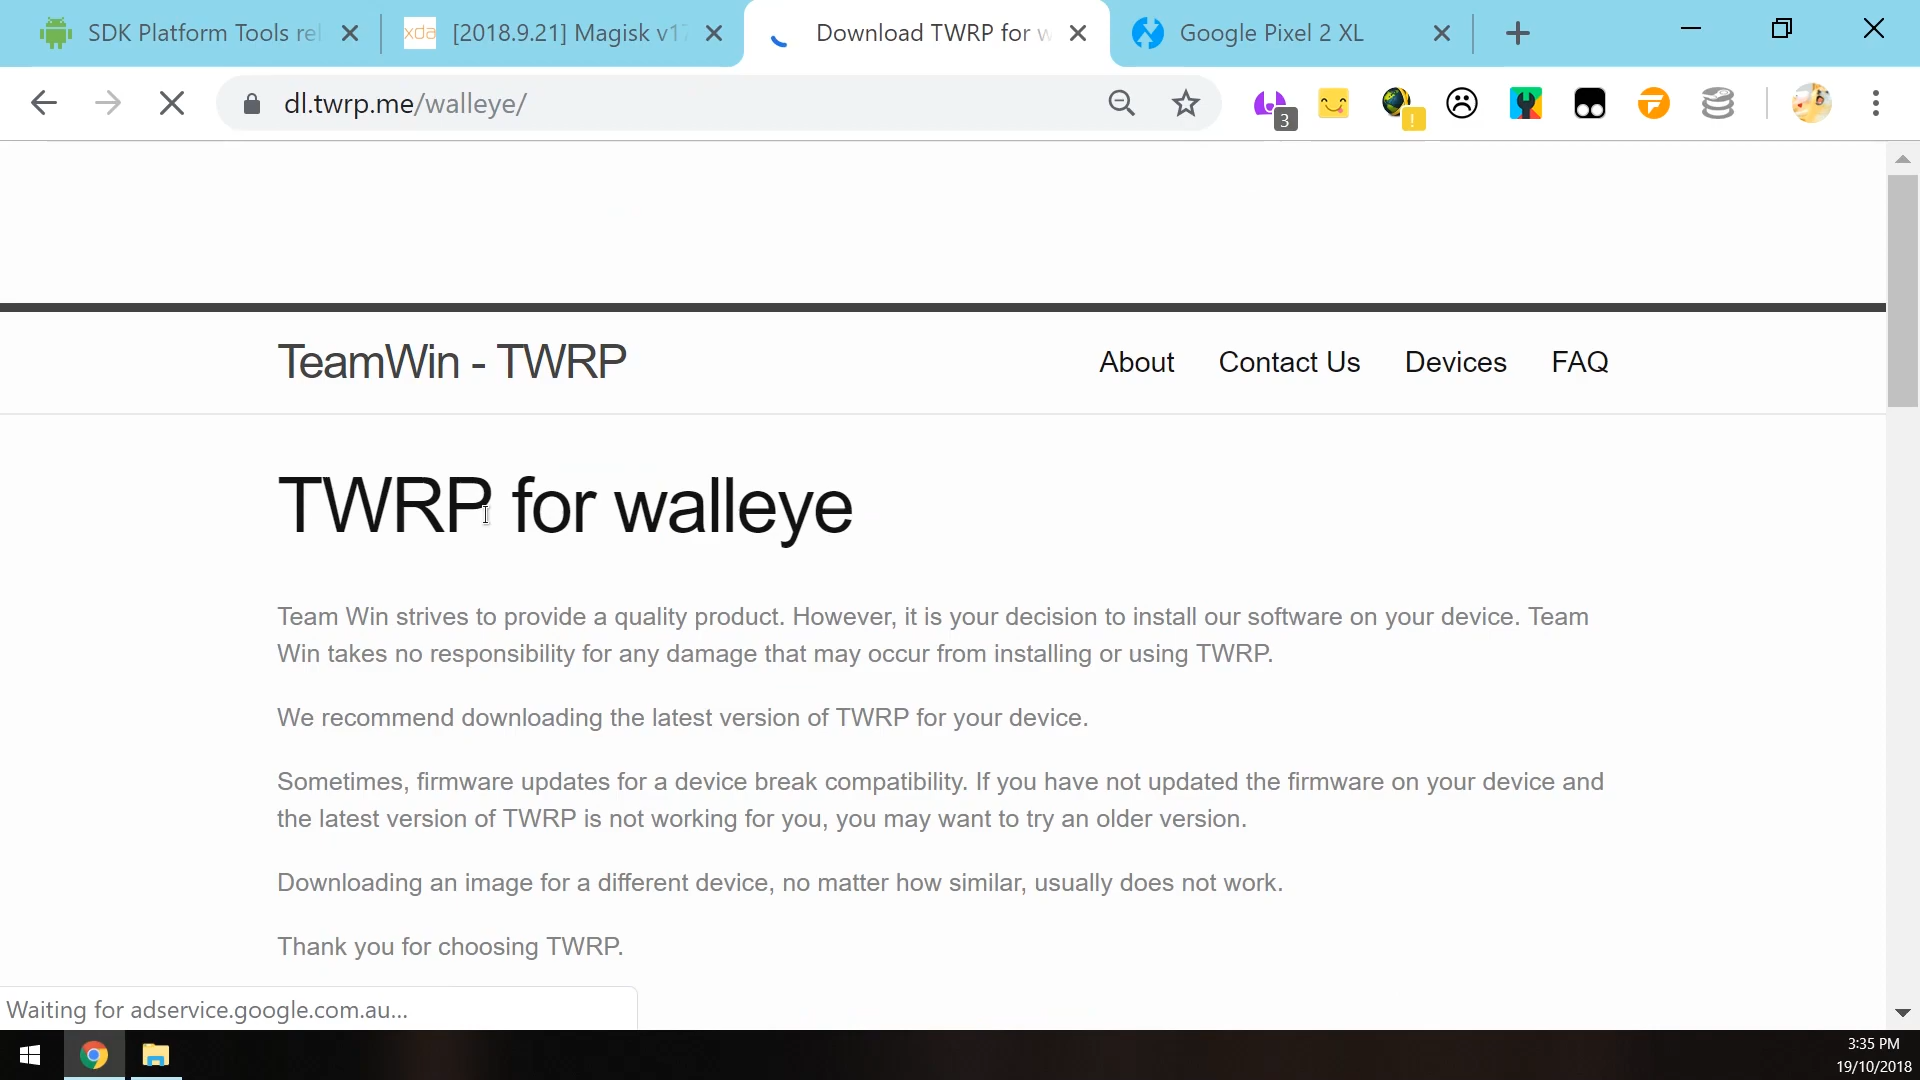 SDK Platform Tools rel
xda
[2018.9.21] Magisk v17
Download TWRP for w
Google Pixel 2 XL
dl.twrp.me/walleye/
3
!
TeamWin - TWRP
About
Contact Us
Devices
FAQ
TWRP for walleye
Team Win strives to provide a quality product. However, it is your decision to install our software on your device. Team
Win takes no responsibility for any damage that may occur from installing or using TWRP.
We recommend downloading the latest version of TWRP for your device.
Sometimes, firmware updates for a device break compatibility. If you have not updated the firmware on your device and
the latest version of TWRP is not working for you, you may want to try an older version.
Downloading an image for a different device, no matter how similar, usually does not work.
Thank you for choosing TWRP.
Waiting for adservice.google.com.au...
3:35 PM
19/10/2018